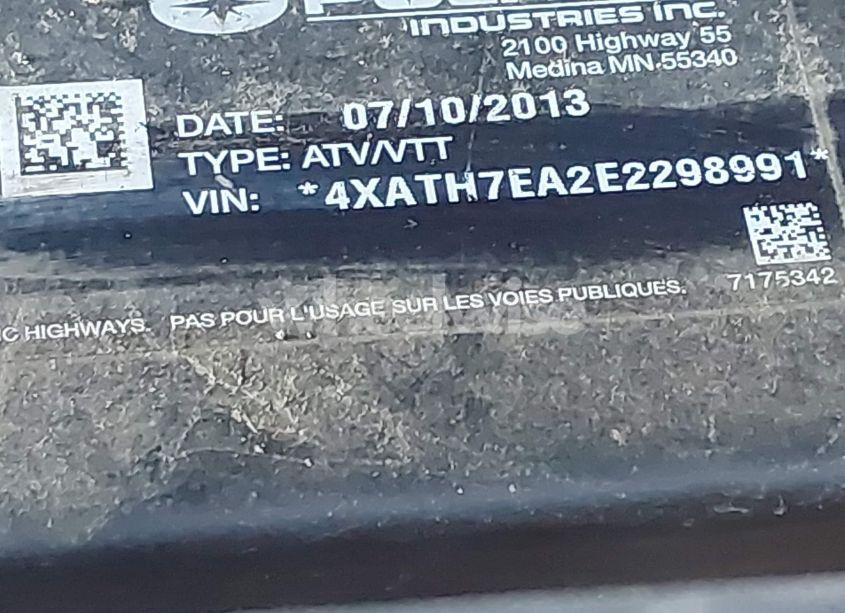 INDUSTRIES INC.
2100 Highway 55
Medina MN 55340
DATE: 07/10/2013
TYPE: ATV/VTT
VIN: *4XATH7EA2E2298991*
7175342
IC HIGHWAYS. PAS POUR L'USAGE SUR LES VOIES PUBLIQUES.